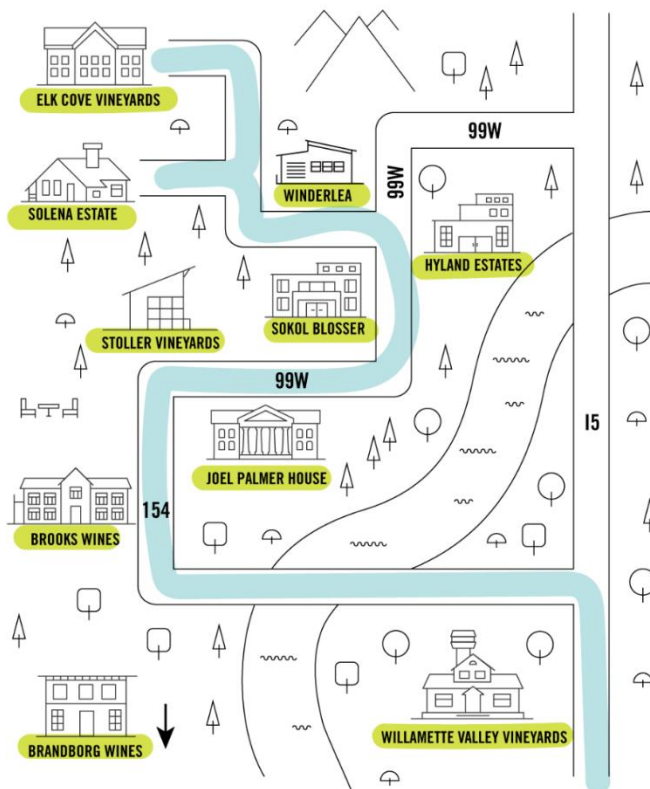 ELK COVE VINEYARDS
99W
99W
WINDERLEA
SOLENA ESTATE
HYLAND ESTATES
SOKOL BLOSSER
STOLLER VINEYARDS
99W
I5
JOEL PALMER HOUSE
154
BROOKS WINES
WILLAMETTE VALLEY VINEYARDS
BRANDBORG WINES